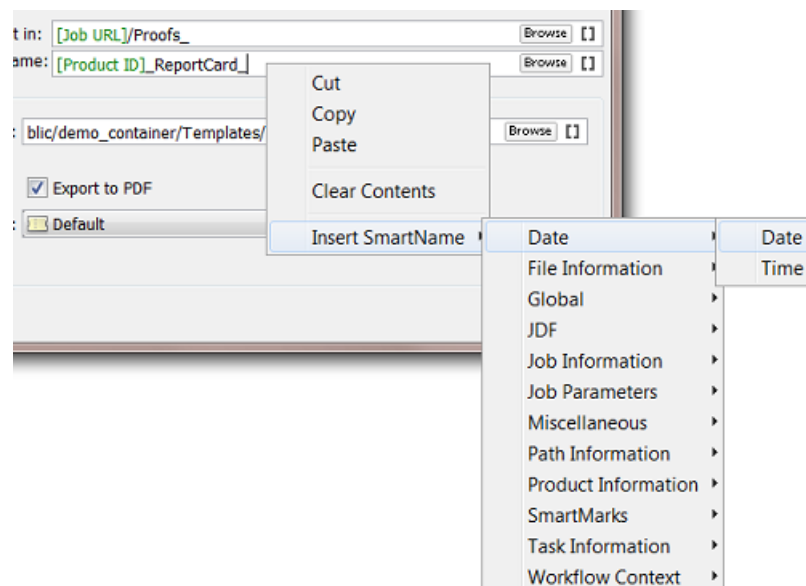 t in: [Job URL]/Proofs_ Browse []
ame: [Product ID]_ReportCard_ Browse []
Cut
Copy
: blic/demo_container/Templates/ Browse []
Paste
Export to PDF
Clear Contents
: Default
Insert SmartName
Date
Date
File Information
Time
Global
JDF
Job Information
Job Parameters
Miscellaneous
Path Information
Product Information
SmartMarks
Task Information
Workflow Context